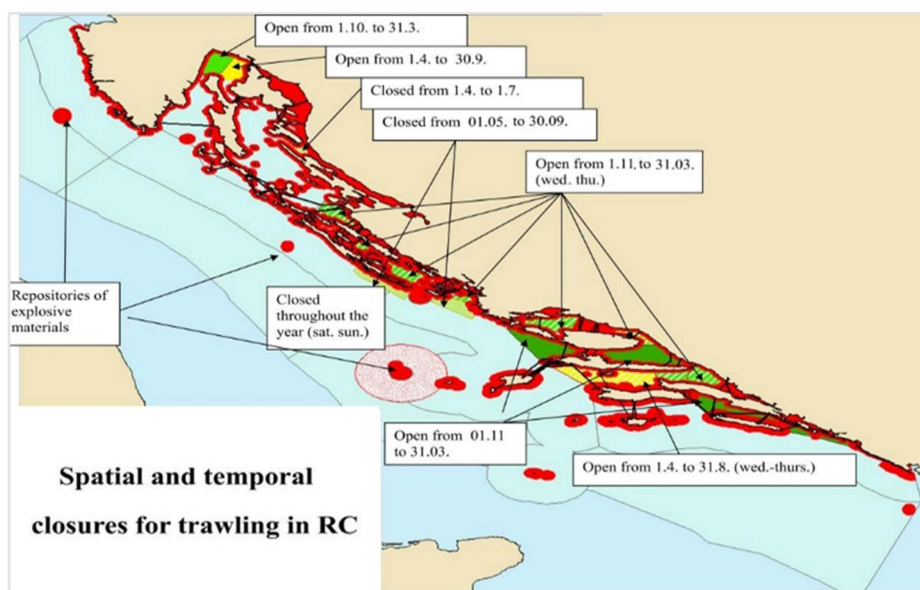 Open from 1.10. to 31.3.
Open from 1.4. to 30.9.
Closed from 1.4. to 1.7.
Closed from 01.05. to 30.09.
Open from 1.11, to 31.03.
(wed. thu.)
Repositories of
explosive
materials
Closed
throughout the
year (sat. sun.)
Open from 01.11
to 31.03.
Open from 1.4. to 31.8. (wed.-thurs.)
Spatial and temporal
closures for trawling in RC